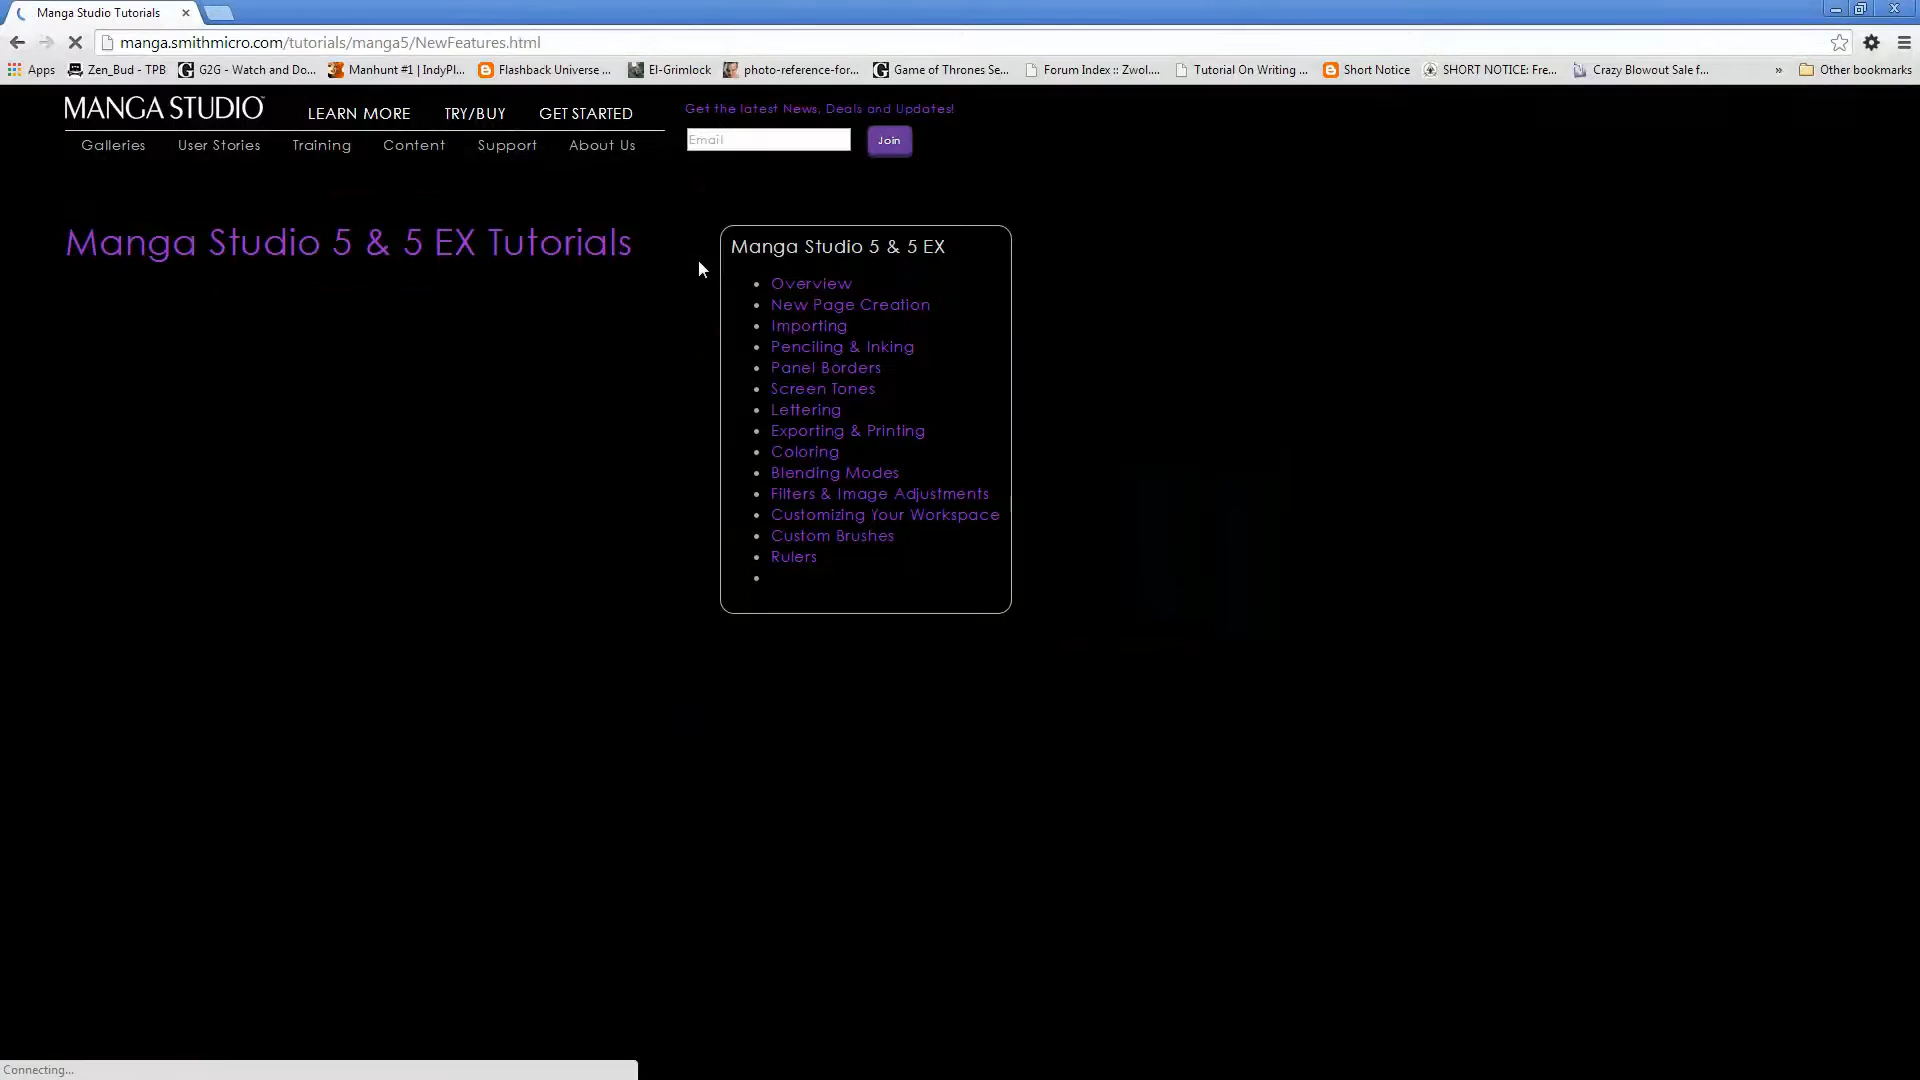 Manga Studio Tutorials
manga.smithmicro.com/tutorials/manga5/NewFeatures.html
Apps Zen_Bud - TPB G2G - Watch and Do... Manhunt #1 | IndyPl... Flashback Universe ... El-Grimlock photo-reference-for... Game of Thrones Se... Forum Index :: Zwol.... Tutorial On Writing ... Short Notice SHORT NOTICE: Fre... Crazy Blowout Sale f... » Other bookmarks
MANGA STUDIO™ LEARN MORE TRY/BUY GET STARTED
Get the latest News, Deals and Updates!
Galleries User Stories Training Content Support About Us
Email Join
Manga Studio 5 & 5 EX Tutorials
Manga Studio 5 & 5 EX
• Overview
• New Page Creation
• Importing
• Penciling & Inking
• Panel Borders
• Screen Tones
• Lettering
• Exporting & Printing
• Coloring
• Blending Modes
• Filters & Image Adjustments
• Customizing Your Workspace
• Custom Brushes
• Rulers
•
Connecting...